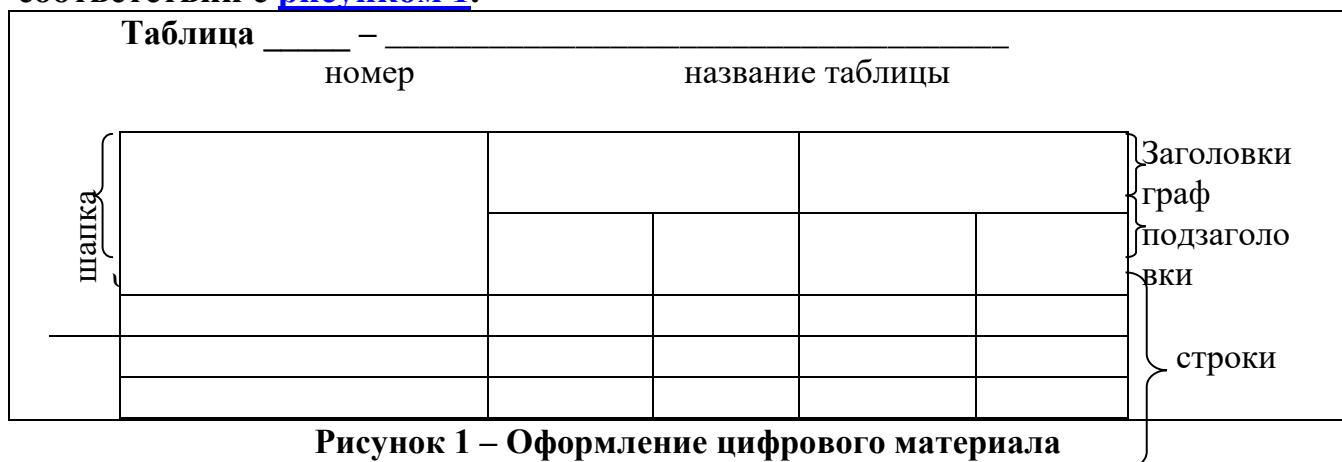 соответствии с рисунком 1.
Таблица _____ – ____________________________________
номер название таблицы
шапка
Заголовки
граф
подзаголо
вки
строки
Рисунок 1 – Оформление цифрового материала